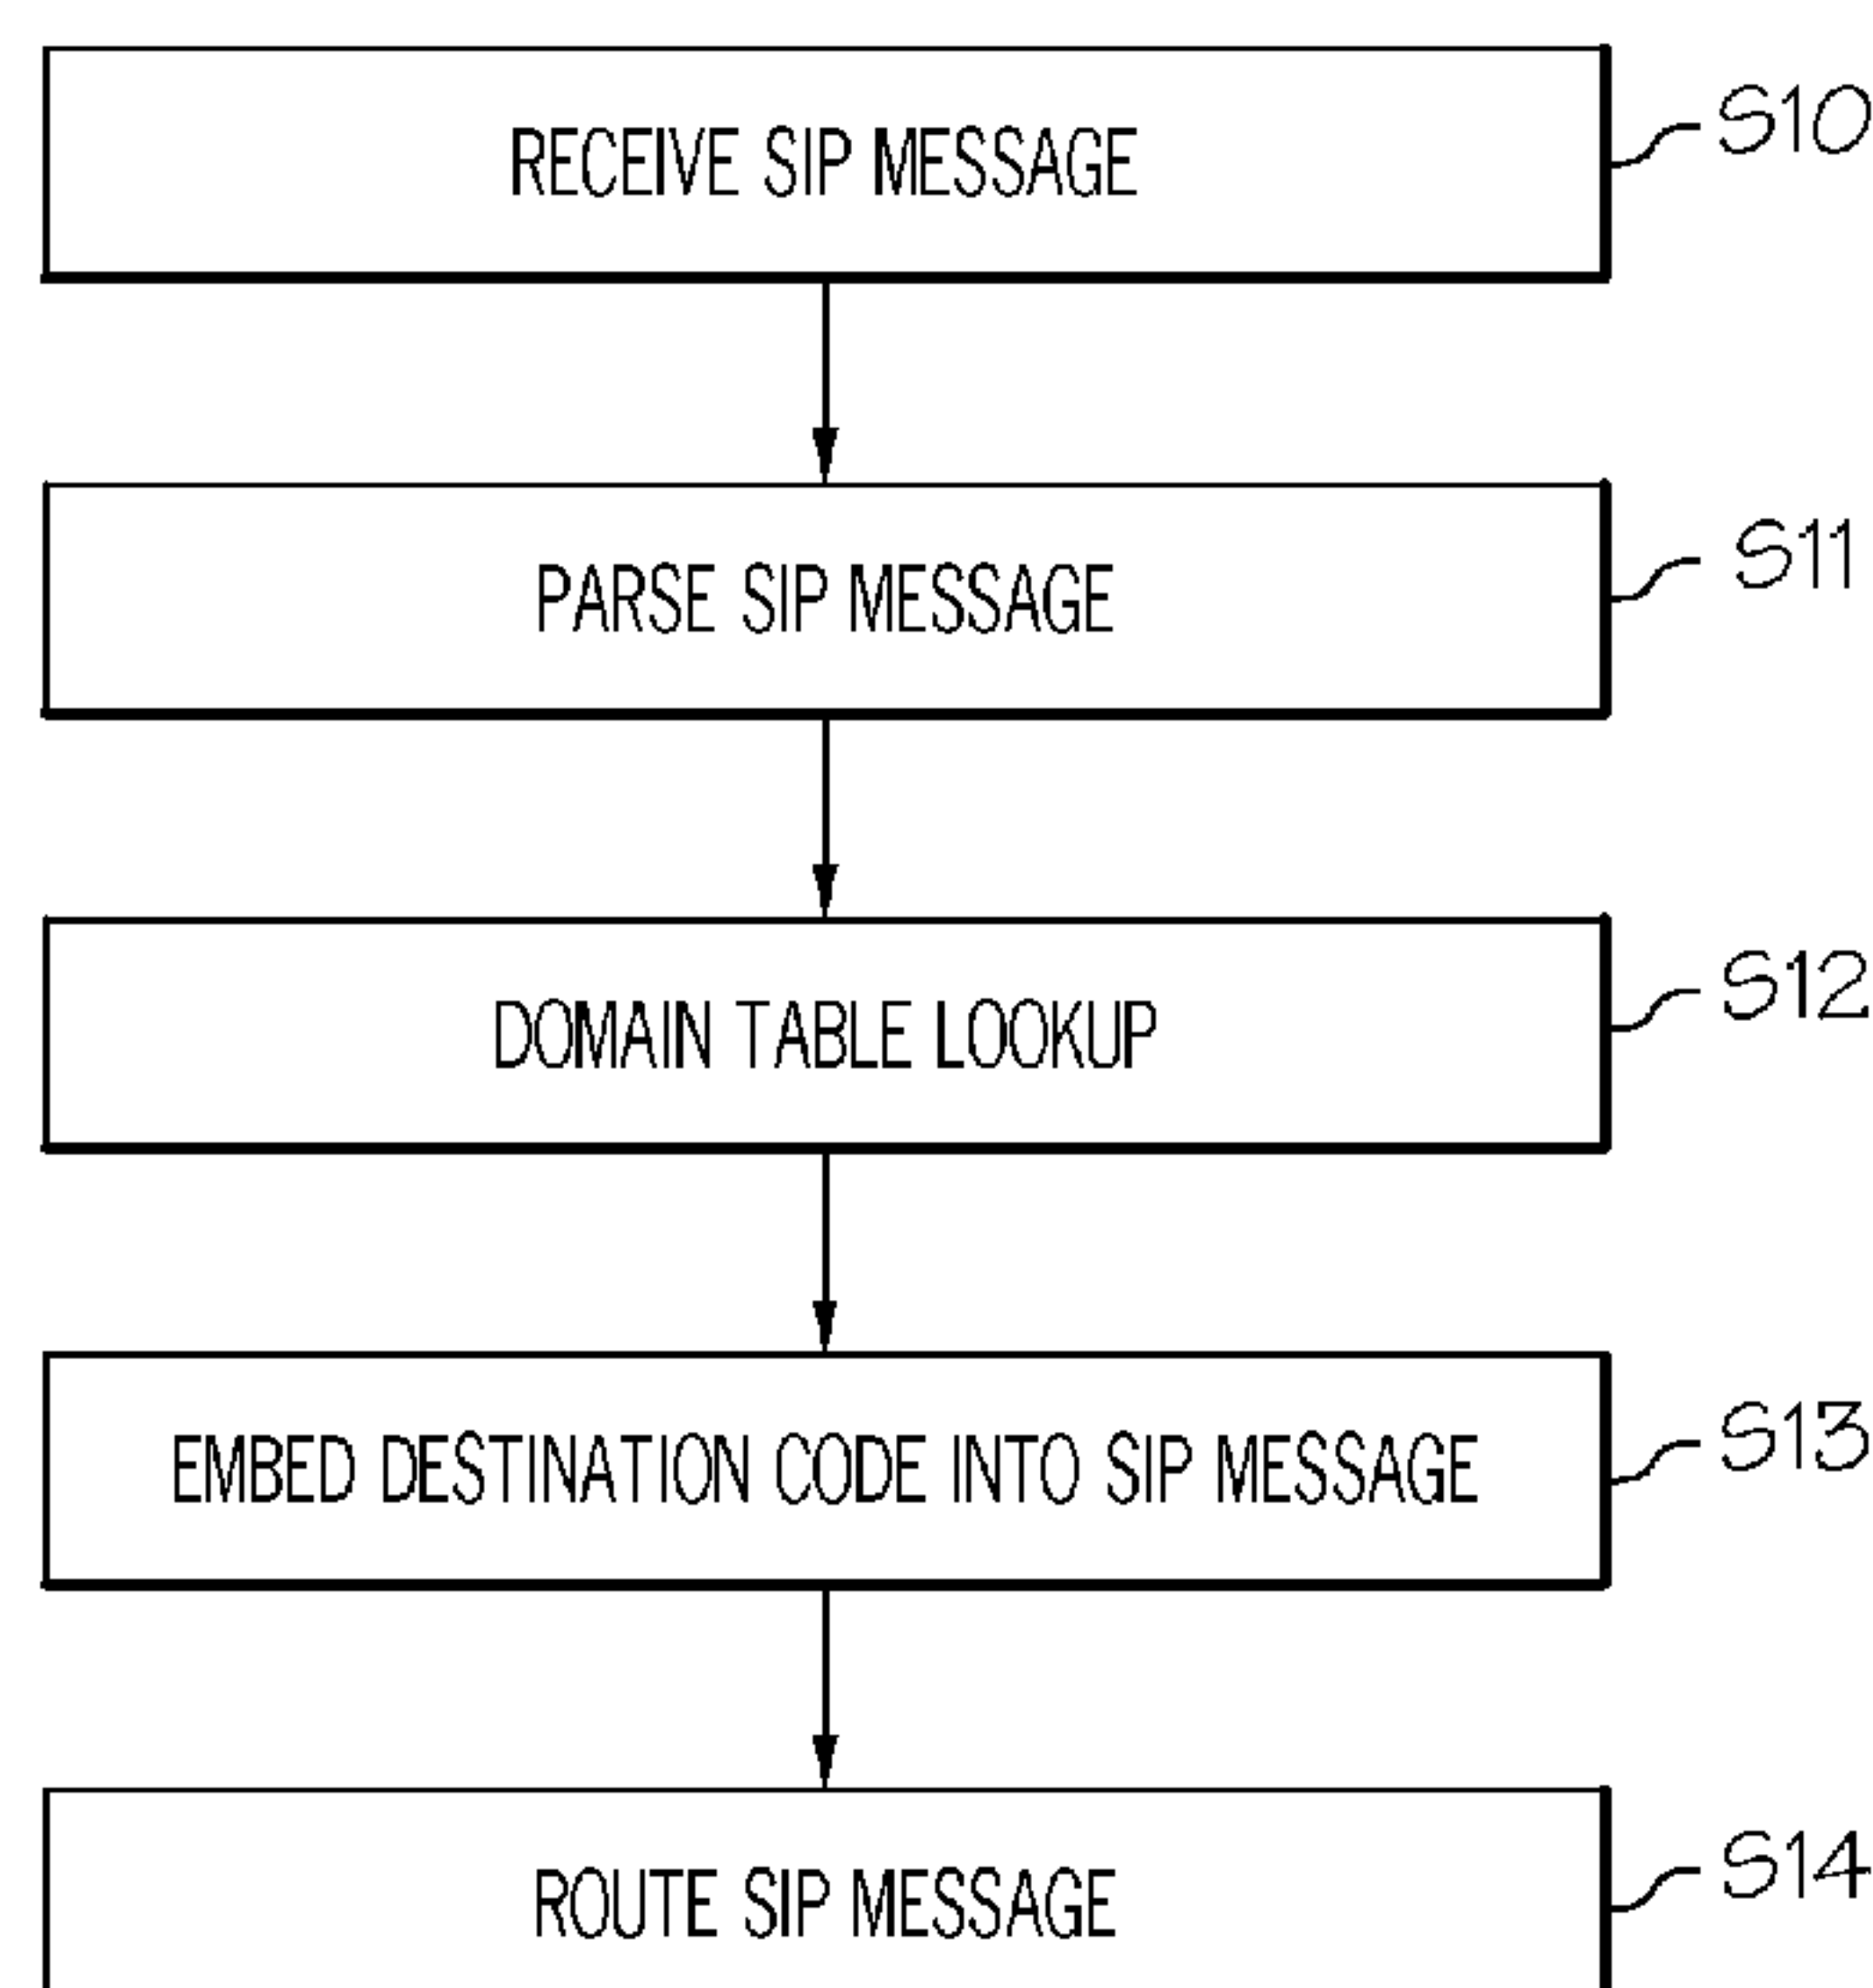 RECEIVE SIP MESSAGE
S10
PARSE SIP MESSAGE
S11
DOMAIN TABLE LOOKUP
S12
EMBED DESTINATION CODE INTO SIP MESSAGE
S13
ROUTE SIP MESSAGE
S14